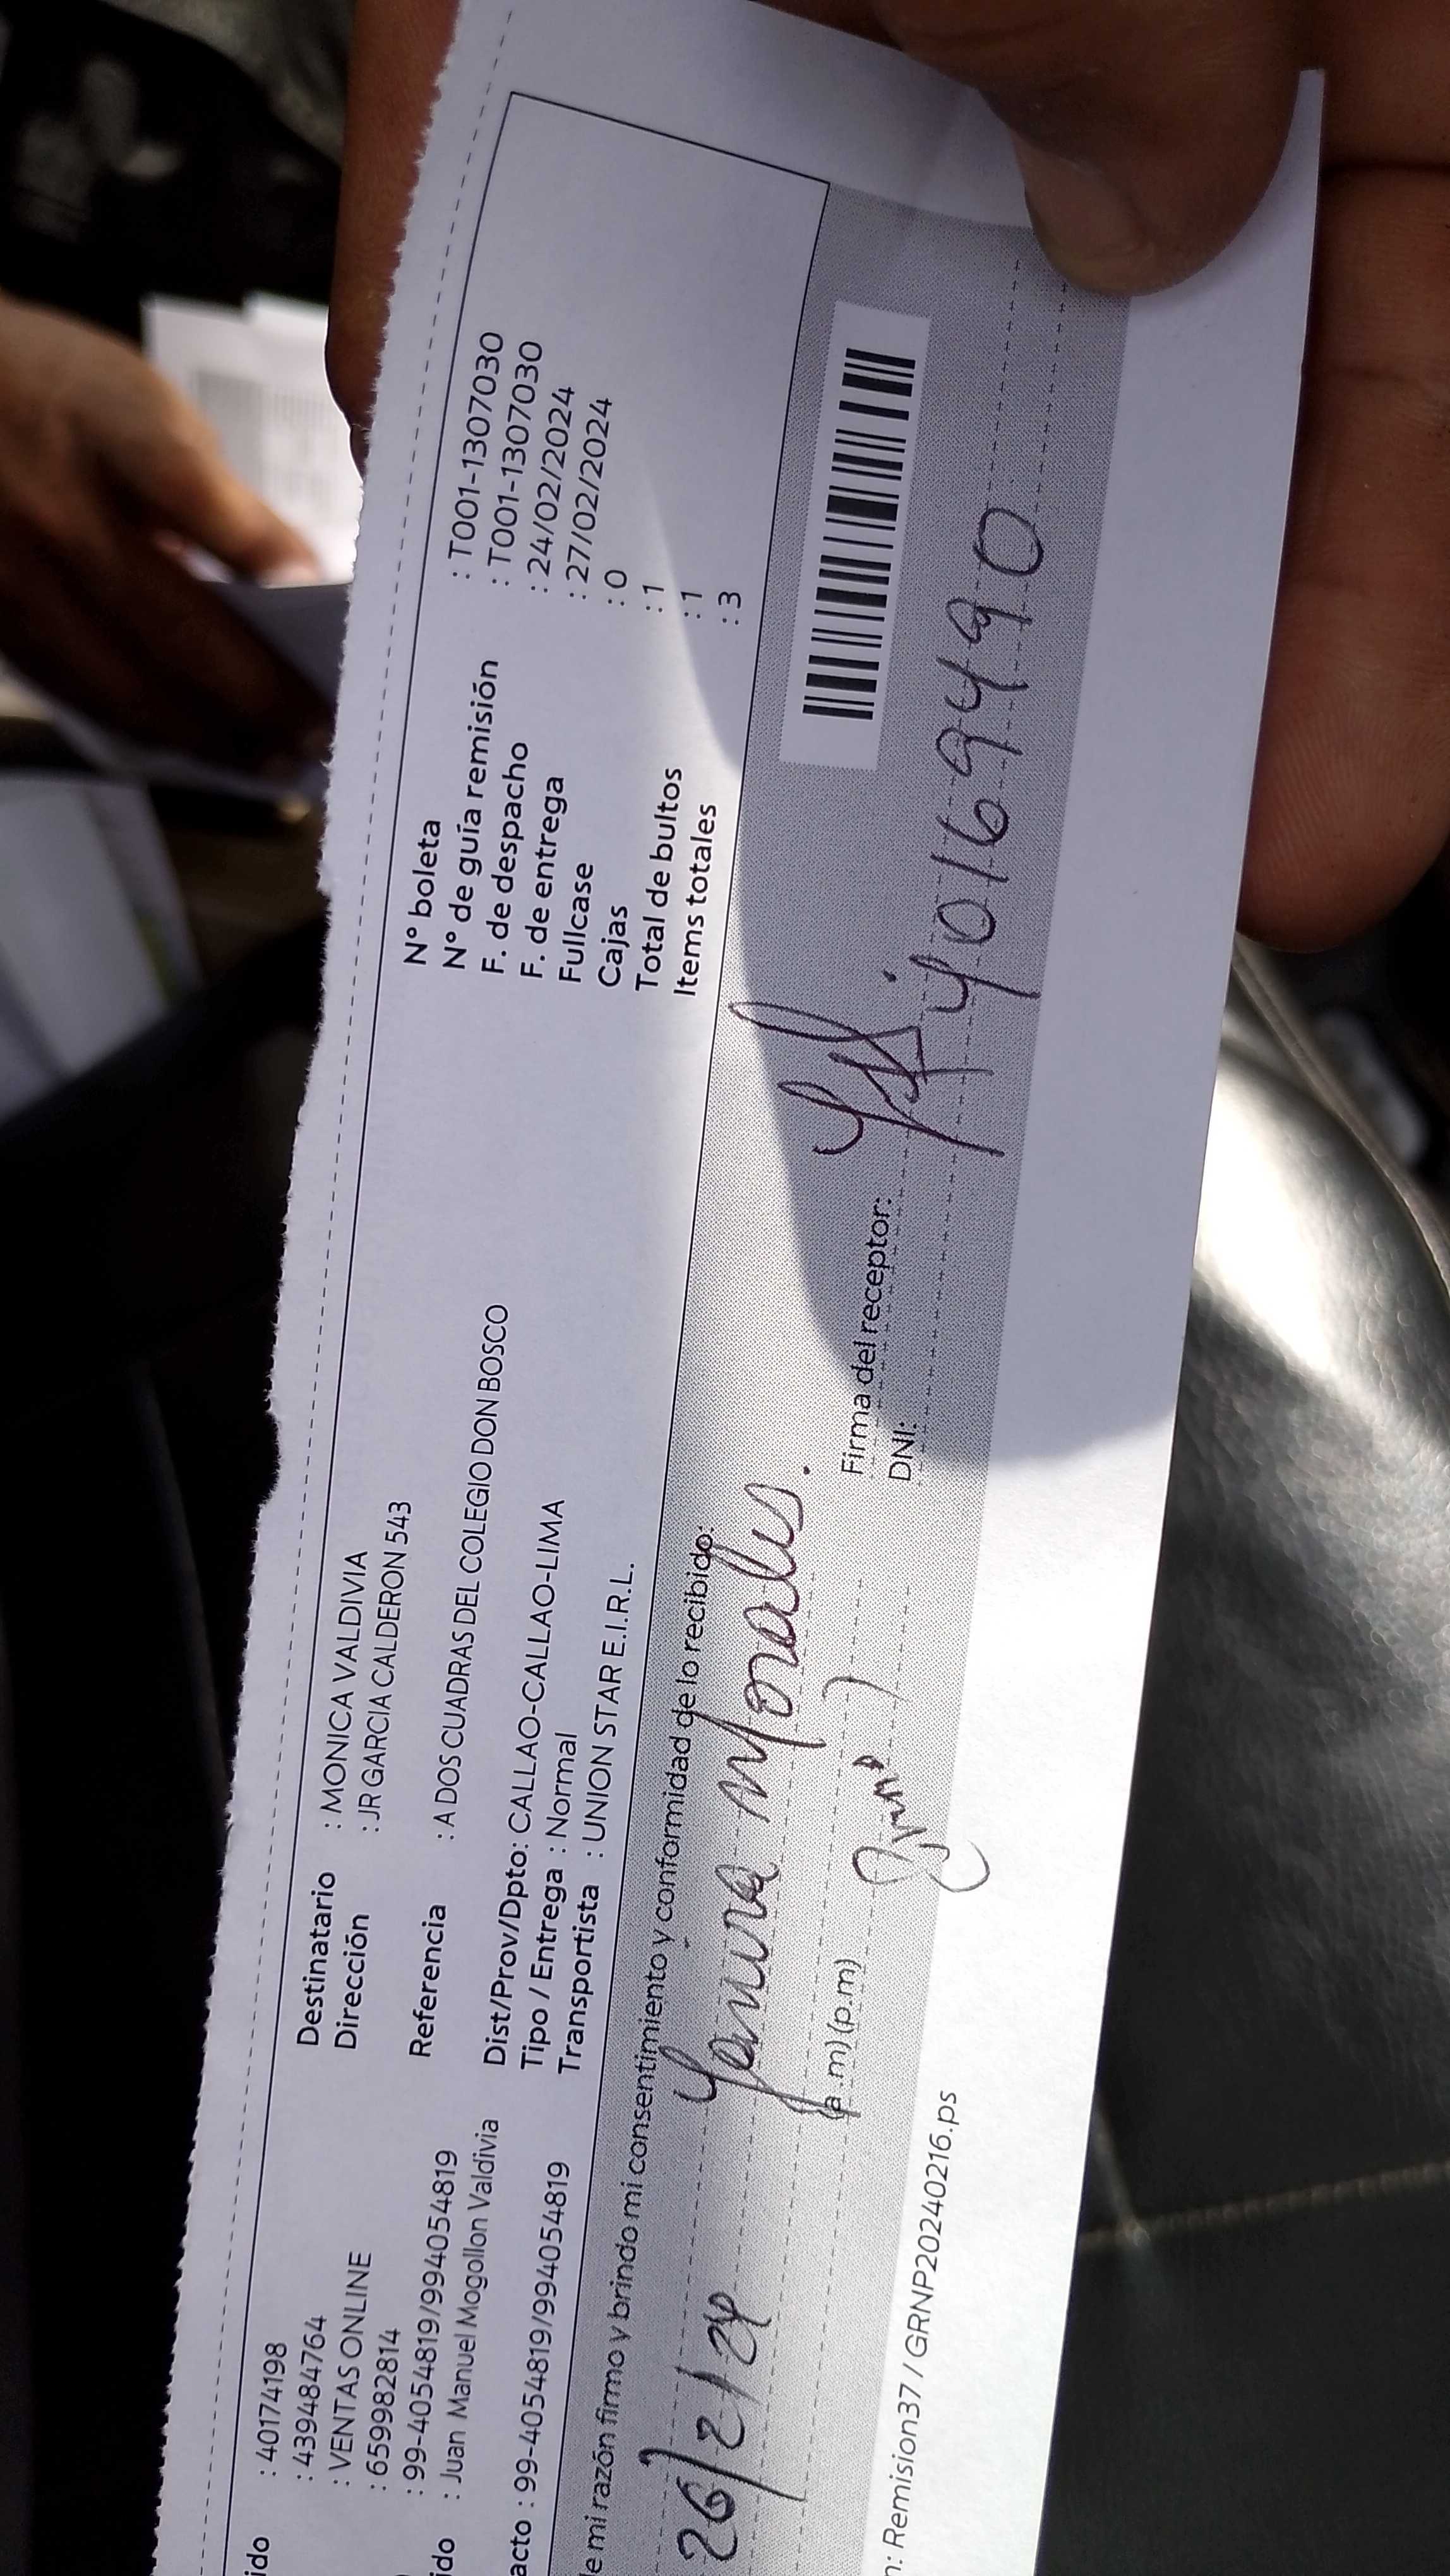 ido : 40174198
: 439484764
: VENTAS ONLINE
: 659982814
: 99-4054819/994054819
ido : Juan Manuel Mogollon Valdivia
acto : 99-4054819/994054819
Destinatario : MONICA VALDIVIA
Dirección : JR GARCIA CALDERON 543
Referencia : A DOS CUADRAS DEL COLEGIO DON BOSCO
Dist/Prov/Dpto: CALLAO-CALLAO-LIMA
Tipo / Entrega : Normal
Transportista : UNION STAR E.I.R.L.
N° boleta : T001-1307030
N° de guía remisión : T001-1307030
F. de despacho : 24/02/2024
F. de entrega : 27/02/2024
Fullcase : 0
Cajas : 1
Total de bultos : 1
Items totales : 3
e mi razón firmo y brindo mi consentimiento y conformidad de lo recibido:
26/2/24 Yanina Morales.
(a .m) (p.m)
Firma del receptor:
DNI: 40169490
n: Remision37 / GRNP20240216.ps